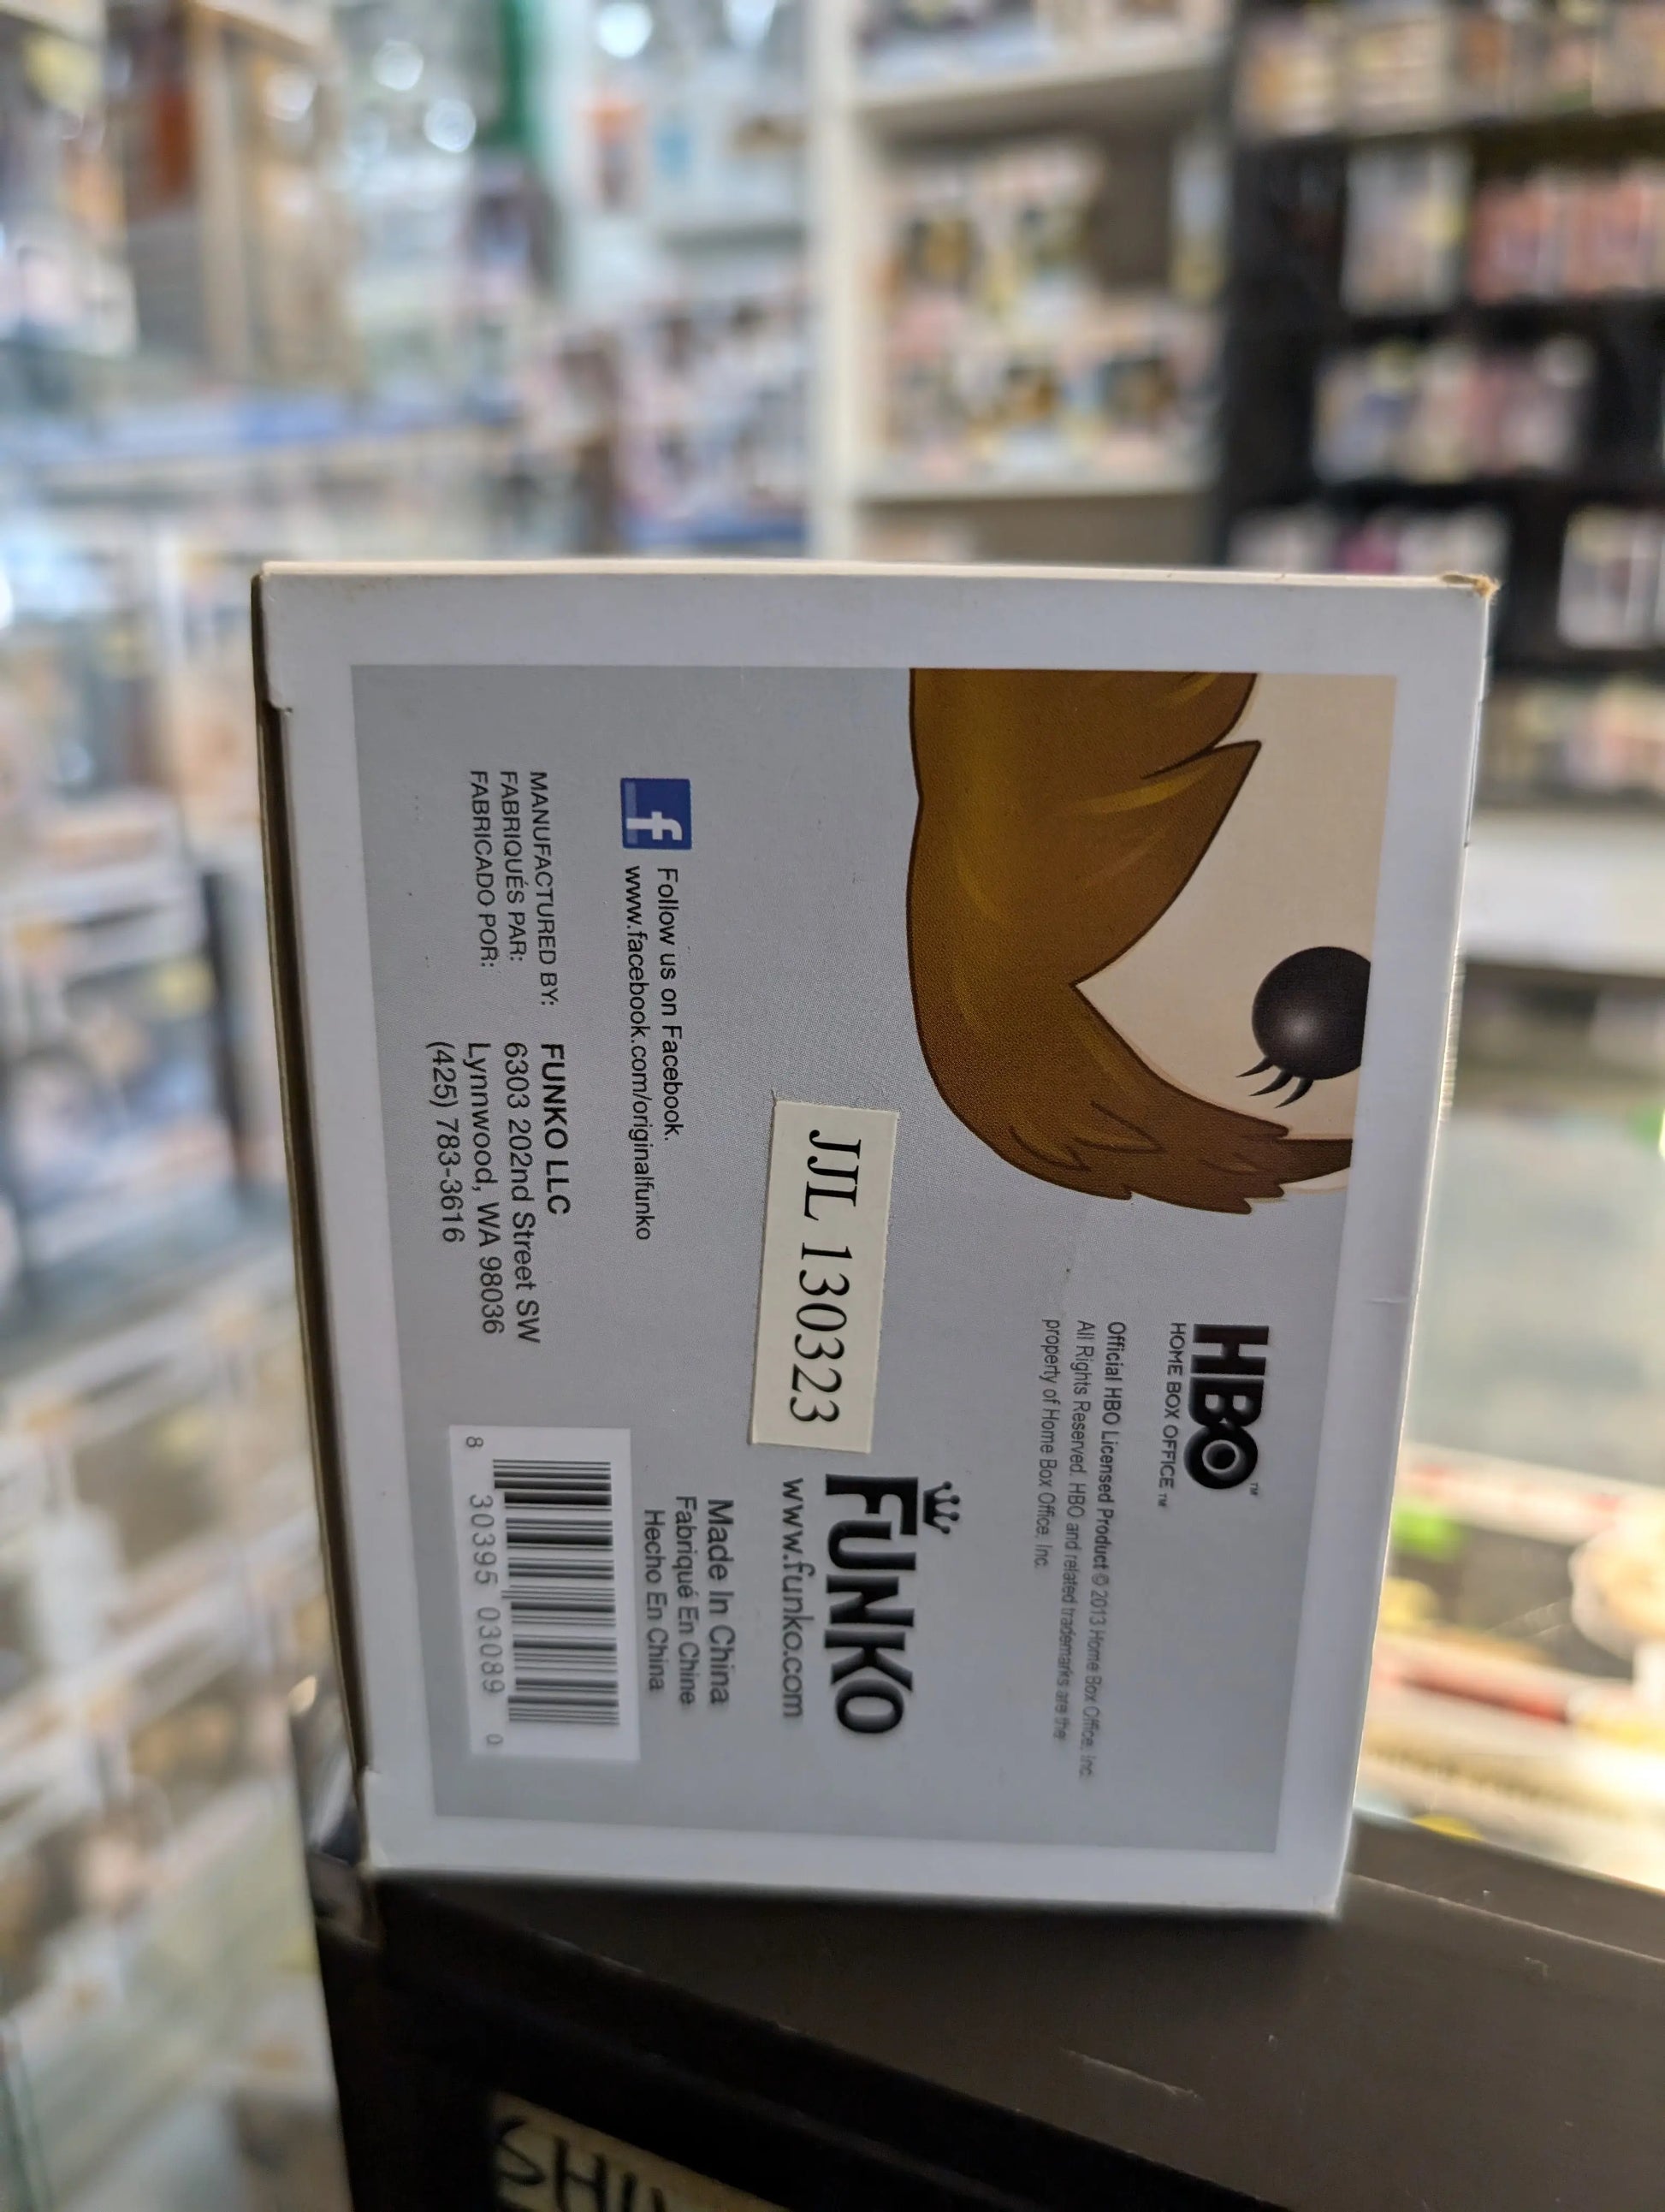 HBO™
HOME BOX OFFICE™
Official HBO Licensed Product © 2013 Home Box Office, Inc.
All Rights Reserved. HBO and related trademarks are the
property of Home Box Office, Inc.
JJL 130323
Follow us on Facebook.
www.facebook.com/originalfunko
MANUFACTURED BY:
FABRIQUÉS PAR:
FABRICADO POR:
FUNKO LLC
6303 202nd Street SW
Lynnwood, WA 98036
(425) 783-3616
FUNKO
www.funko.com
Made In China
Fabriqué En Chine
Hecho En China
8 30395 03089 0